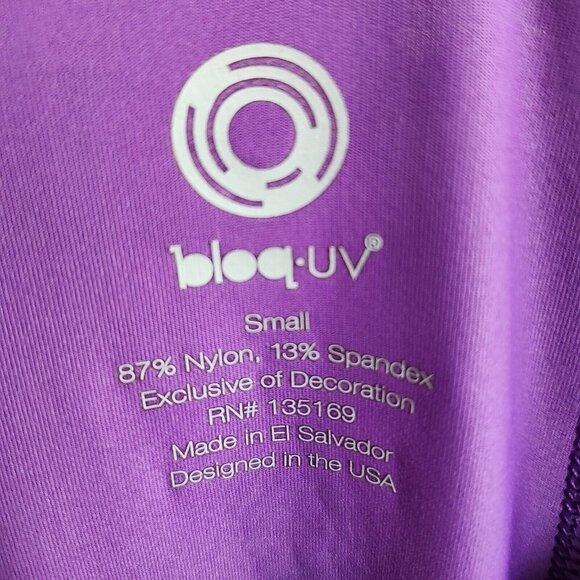 bloq·UV®
Small
87% Nylon, 13% Spandex
Exclusive of Decoration
RN# 135169
Made in El Salvador
Designed in the USA